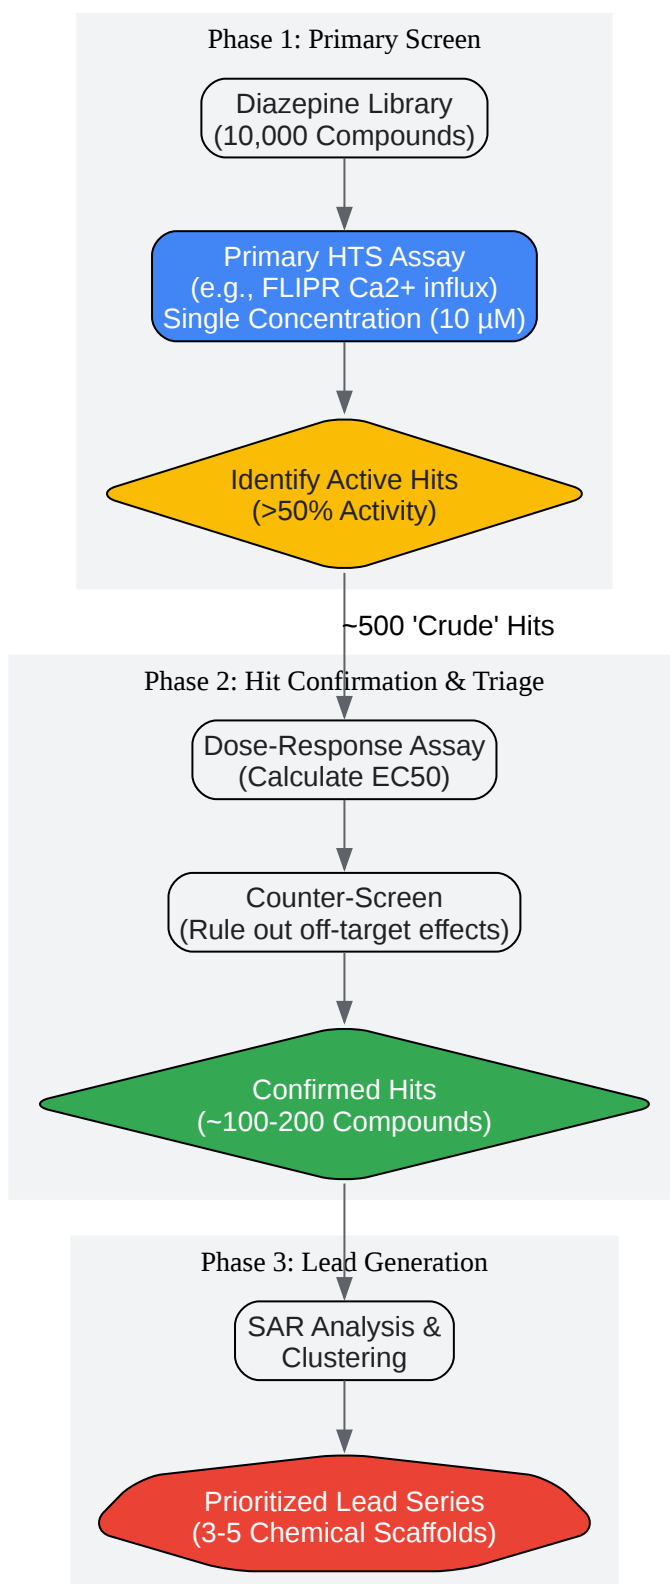 Phase 1: Primary Screen
Diazepine Library
(10,000 Compounds)
Primary HTS Assay
(e.g., FLIPR Ca2+ influx)
Single Concentration (10 µM)
Identify Active Hits
(>50% Activity)
~500 'Crude' Hits
Phase 2: Hit Confirmation & Triage
Dose-Response Assay
(Calculate EC50)
Counter-Screen
(Rule out off-target effects)
Confirmed Hits
(~100-200 Compounds)
Phase 3: Lead Generation
SAR Analysis &
Clustering
Prioritized Lead Series
(3-5 Chemical Scaffolds)